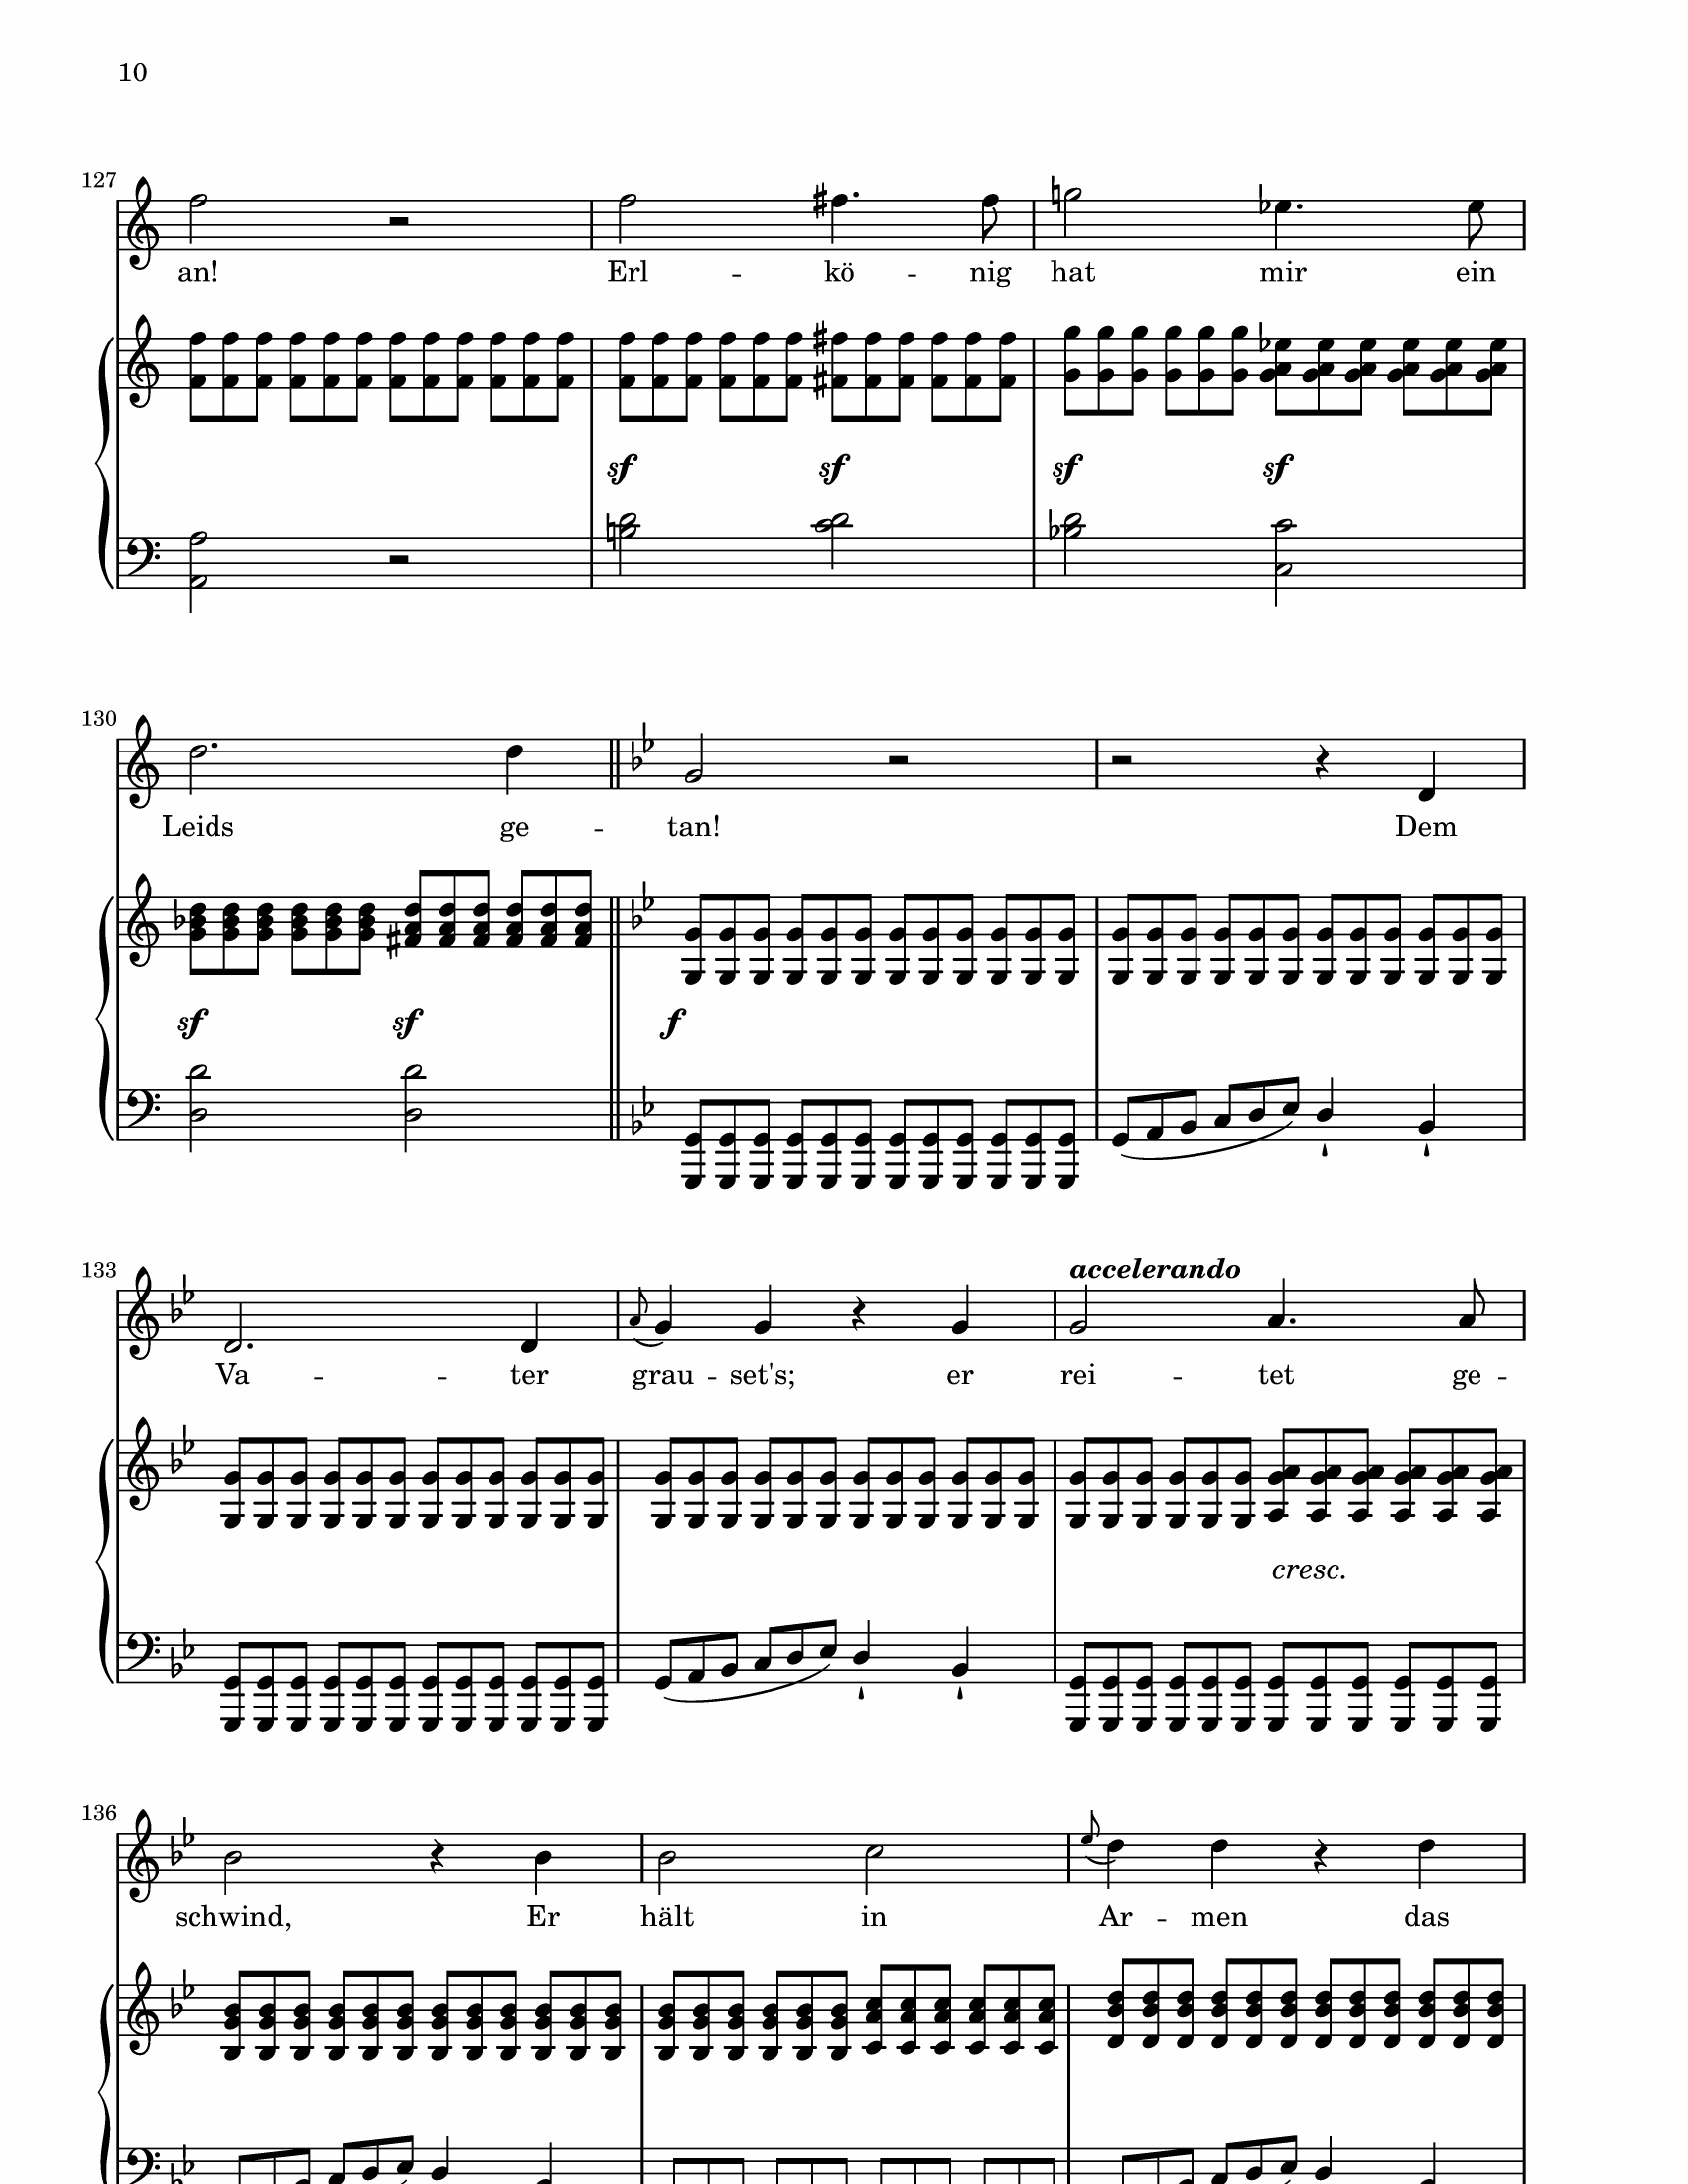 10
127
an! Erl -- kö -- nig hat mir ein
sf sf sf sf
130
Leids ge -- tan! Dem
sf sf f
133
accelerando
Va -- ter grau -- set's; er rei -- tet ge --
cresc.
136
schwind, Er hält in Ar -- men das